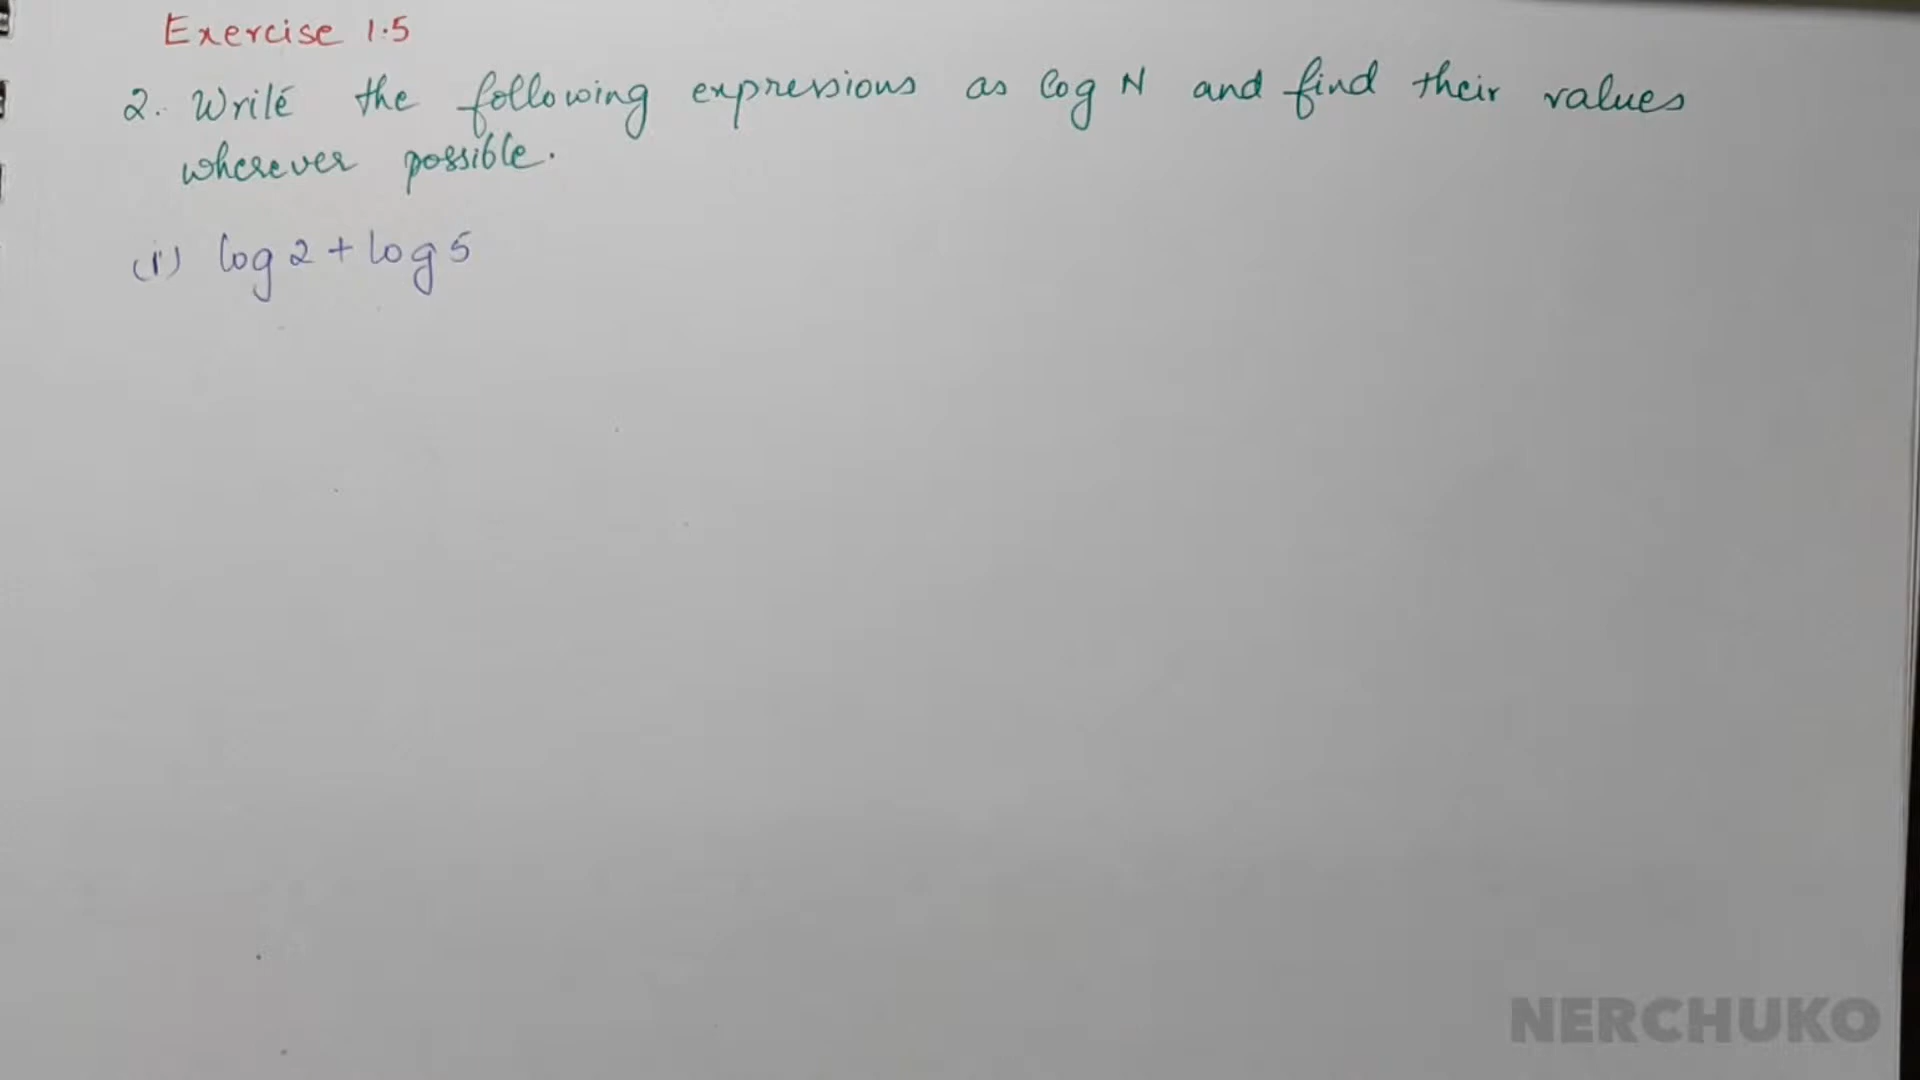 Exercise 1.5
2. Write the following expressions as log N and find their values
wherever possible.
(i) log 2 + log 5
NERCHUKO